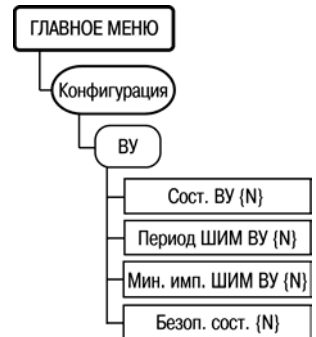 ГЛАВНОЕ МЕНЮ
Конфигурация
ВУ
Сост. ВУ {N}
Период ШИМ ВУ {N}
Мин. имп. ШИМ ВУ {N}
Безоп. сост. {N}